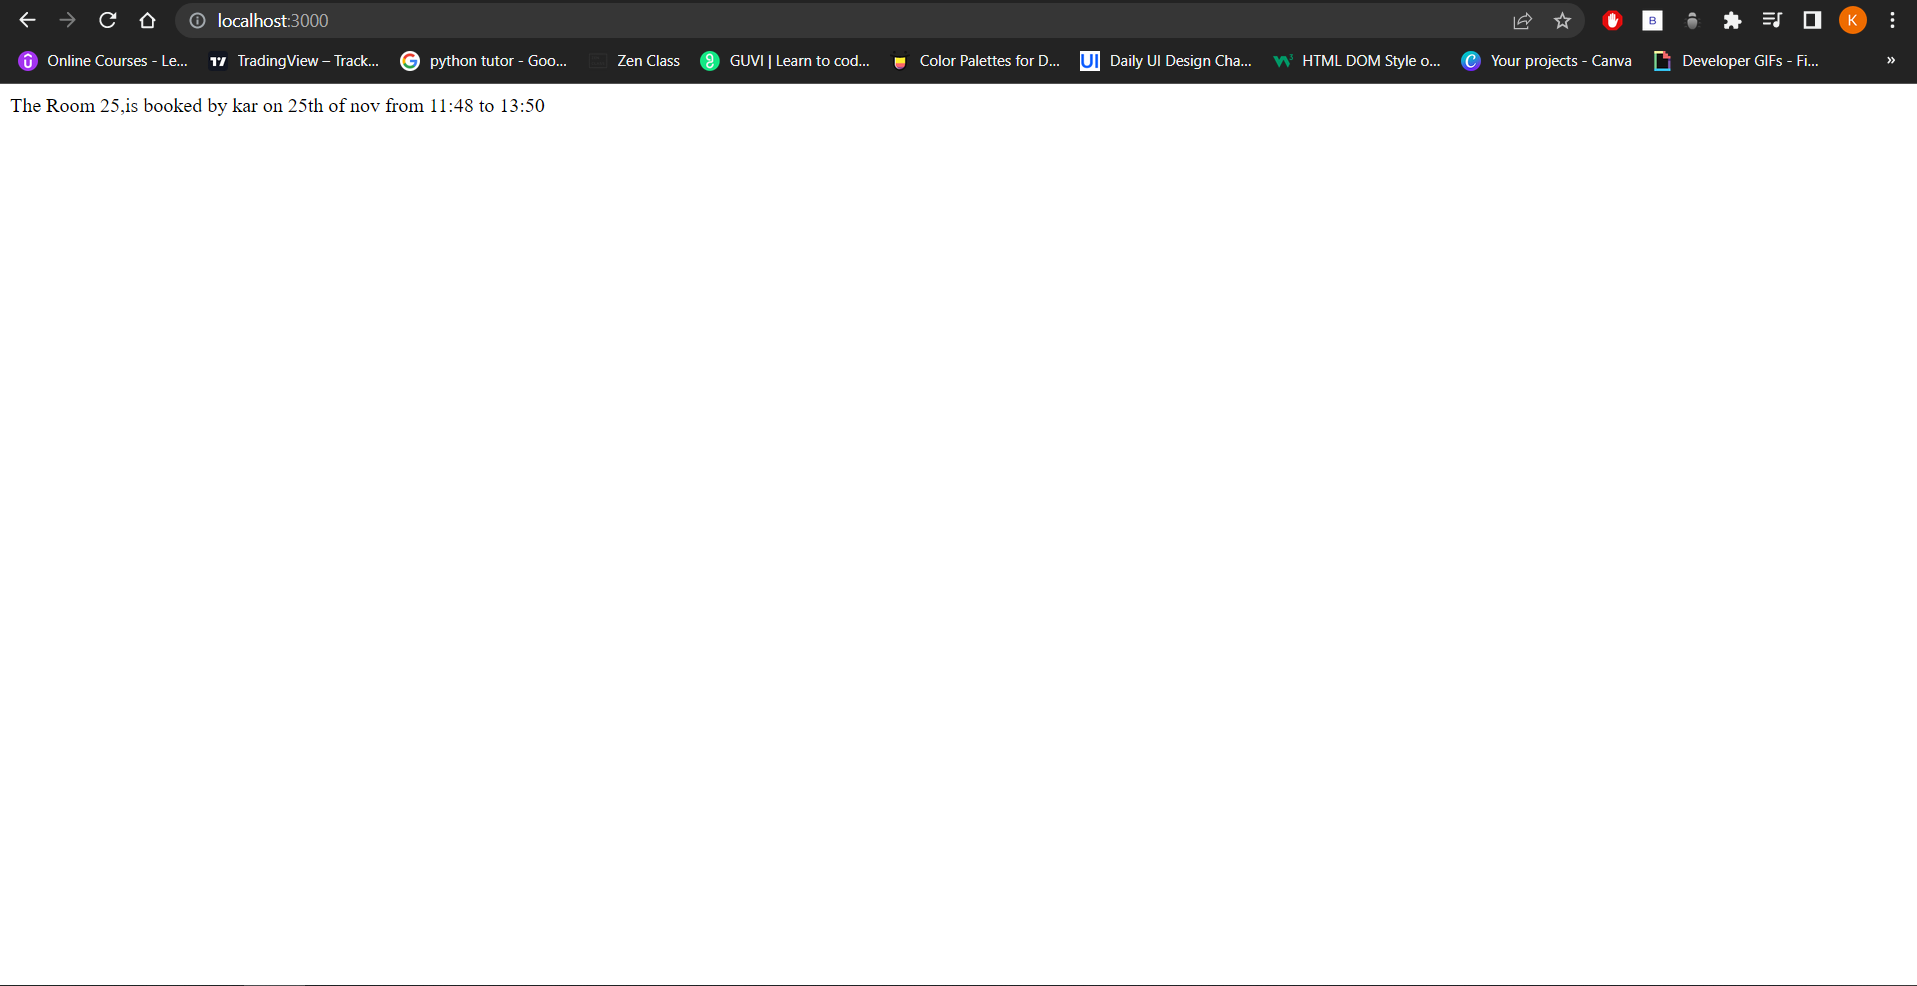 localhost:3000
B
K
Online Courses - Le... TradingView – Track... python tutor - Goo... Zen Class GUVI | Learn to cod... Color Palettes for D... UI Daily UI Design Cha... HTML DOM Style o... Your projects - Canva Developer GIFs - Fi... »
The Room 25,is booked by kar on 25th of nov from 11:48 to 13:50